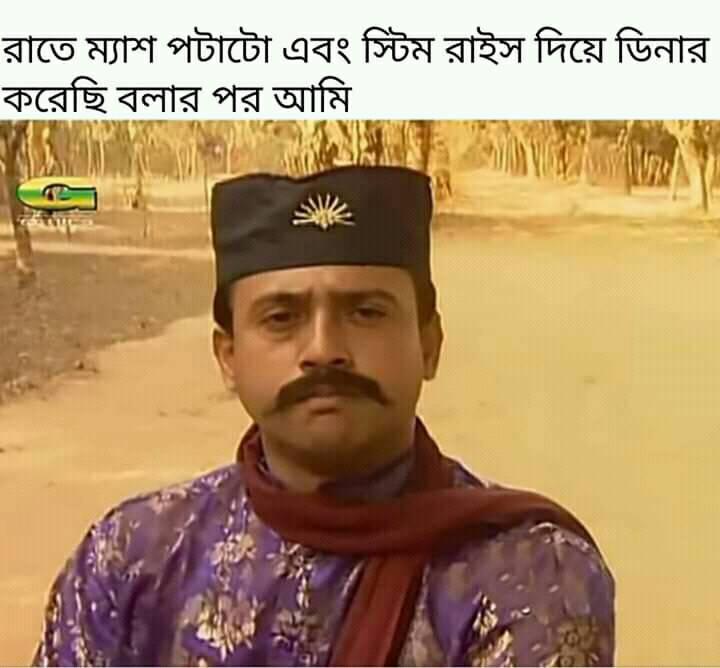 রাতে ম্যাশ পটাটো এবং স্টিম রাইস দিয়ে ডিনার
করেছি বলার পর আমি